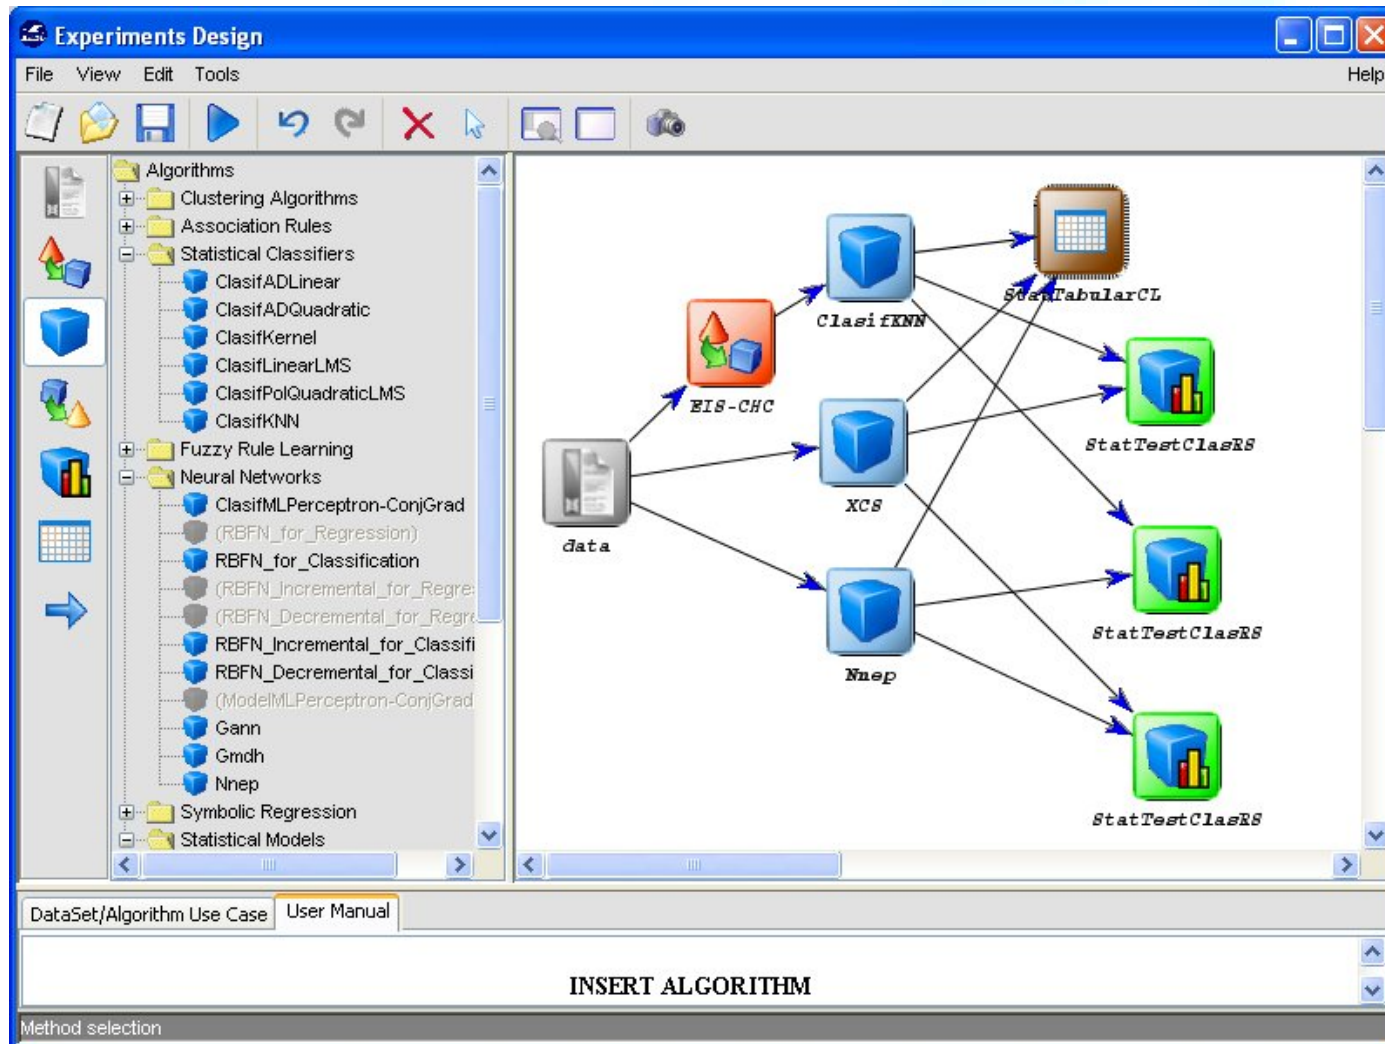 Experiments Design
File View Edit Tools Help
Algorithms
Clustering Algorithms
Association Rules
Statistical Classifiers
ClasifADLinear
ClasifADQuadratic
ClasifKernel
ClasifLinearLMS
ClasifPolQuadraticLMS
ClasifKNN
Fuzzy Rule Learning
Neural Networks
ClasifMLPerceptron-ConjGrad
(RBFN_for_Regression)
RBFN_for_Classification
(RBFN_Incremental_for_Regre
(RBFN_Decremental_for_Regre
RBFN_Incremental_for_Classifi
RBFN_Decremental_for_Classi
(ModelMLPerceptron-ConjGrad
Gann
Gmdh
Nnep
Symbolic Regression
Statistical Models
StatTabularCL
ClasifKNN
EIS-CHC
StatTestClasRS
XCS
data
StatTestClasRS
Nnep
StatTestClasRS
DataSet/Algorithm Use Case User Manual
INSERT ALGORITHM
Method selection